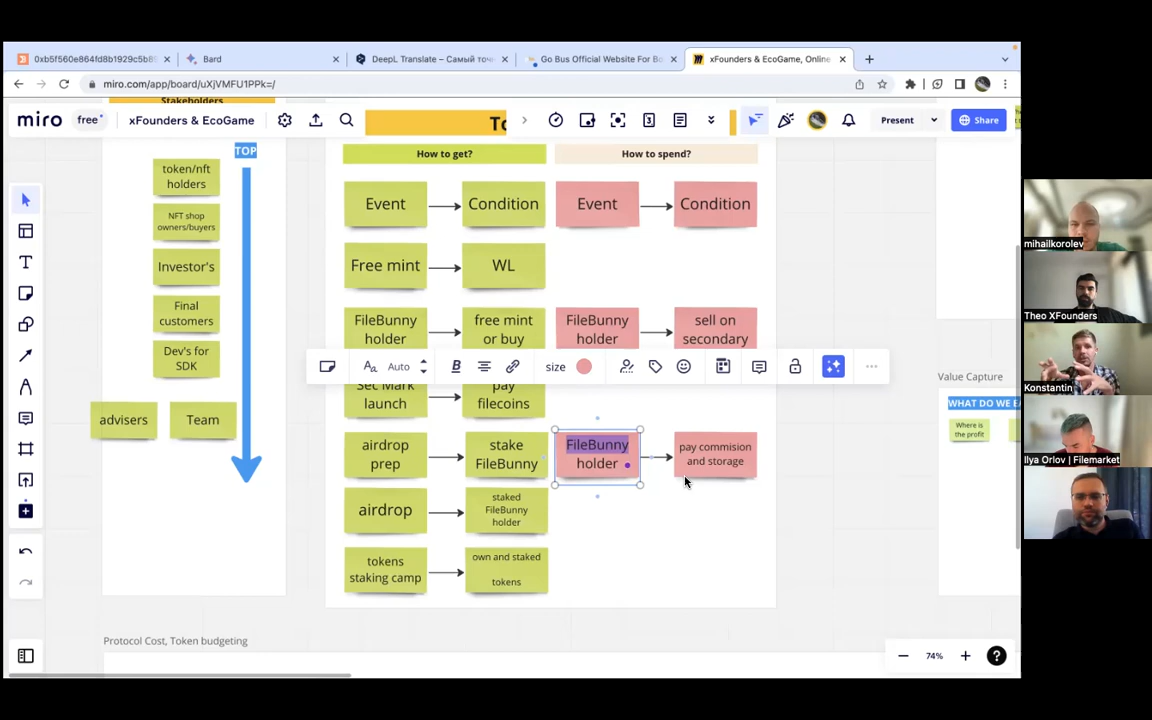 0xb5f560e864fd8b1929c5b8
Bard
DeepL Translate – Самый точ
Go Bus Official Website For Bo
xFounders & EcoGame, Online
miro.com/app/board/uXjVMFU1PPk=/
Stakeholders
miro
free
xFounders & EcoGame
Present
Share
TOP
token/nft
holders
NFT shop
owners/buyers
Investor's
Final
customers
Dev's for
SDK
advisers
Team
How to get?
How to spend?
Event
Condition
Event
Condition
Free mint
WL
FileBunny
holder
free mint
or buy
FileBunny
holder
sell on
secondary
Auto
B
size
Sec Mark
launch
pay
filecoins
airdrop
prep
stake
FileBunny
FileBunny
holder
pay commision
and storage
airdrop
staked
FileBunny
holder
tokens
staking camp
own and staked
tokens
Value Capture
Where is
the profit
Protocol Cost, Token budgeting
74%
mihailkorolev
Theo XFounders
Konstantin
Ilya Orlov | Filemarket